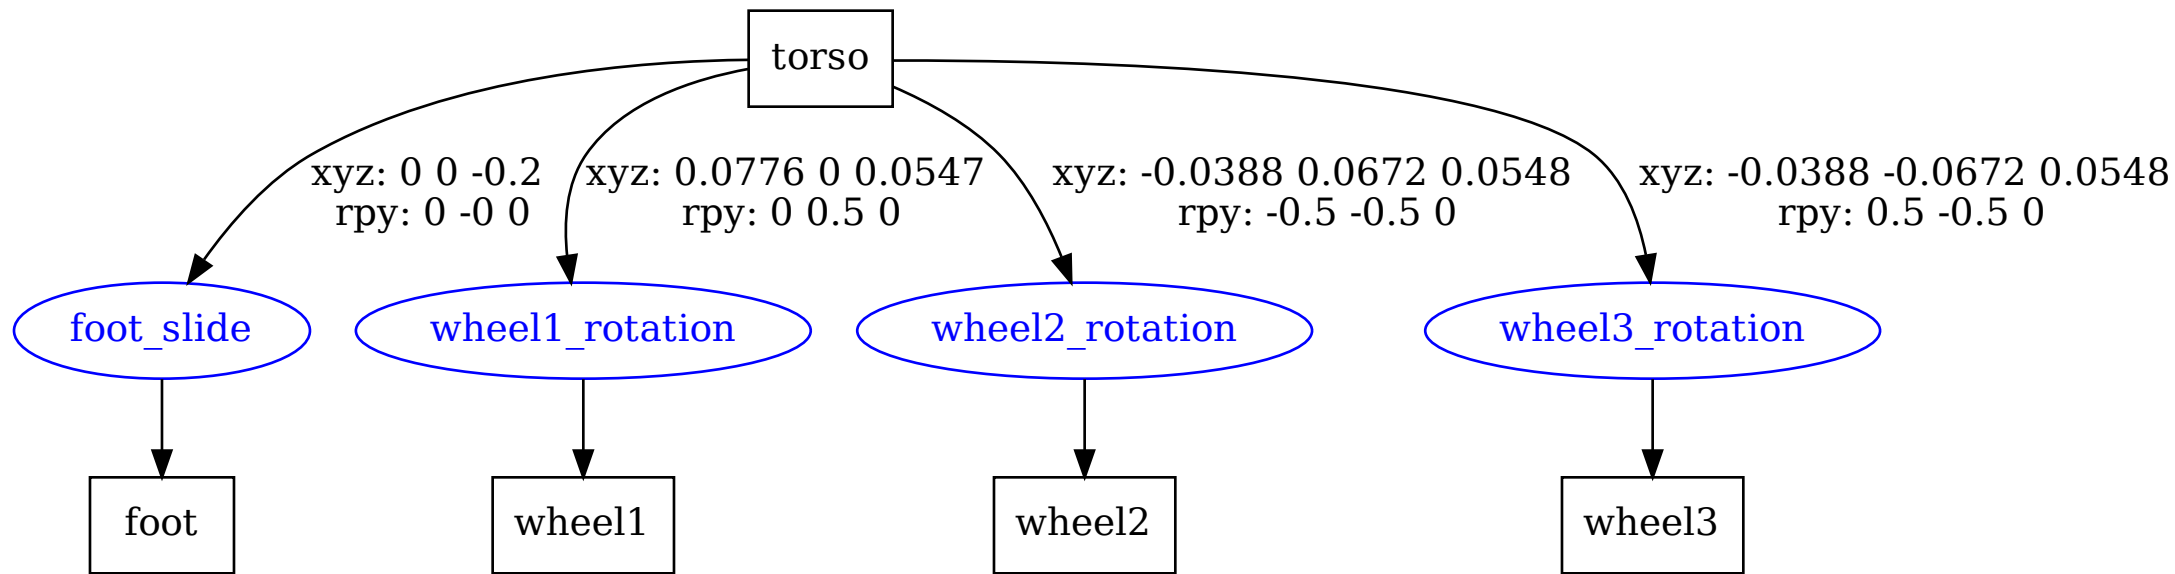 torso
xyz: 0 0 -0.2
rpy: 0 -0 0
xyz: 0.0776 0 0.0547
rpy: 0 0.5 0
xyz: -0.0388 0.0672 0.0548
rpy: -0.5 -0.5 0
xyz: -0.0388 -0.0672 0.0548
rpy: 0.5 -0.5 0
foot_slide
wheel1_rotation
wheel2_rotation
wheel3_rotation
foot
wheel1
wheel2
wheel3